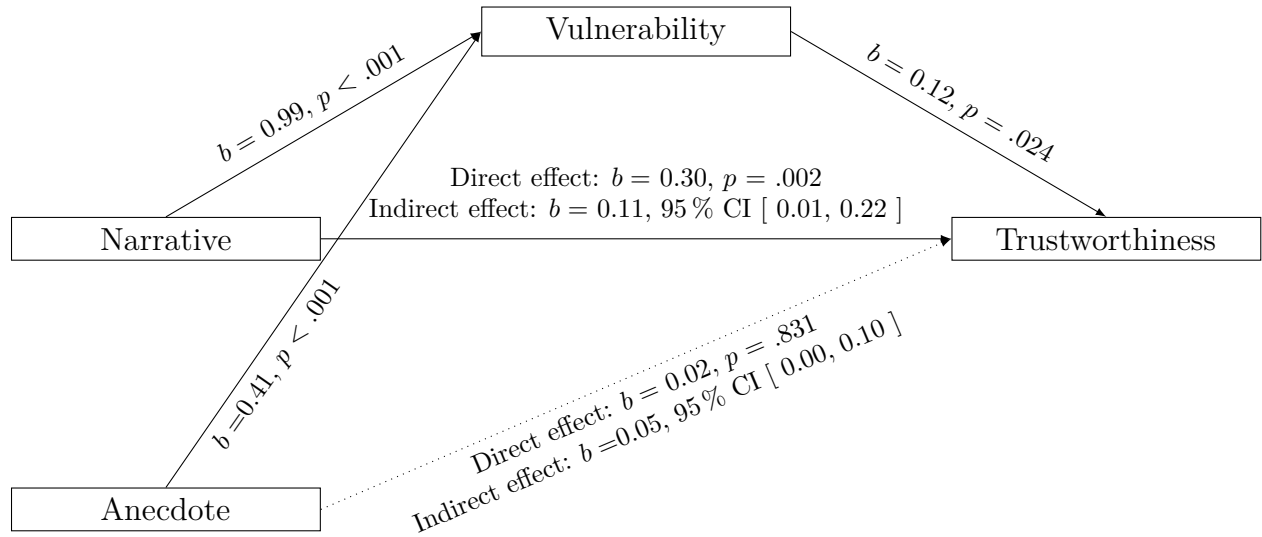 Vulnerability
b = 0.99, p < .001
b = 0.12, p = .024
Direct effect: b = 0.30, p = .002
Indirect effect: b = 0.11, 95 % CI [ 0.01, 0.22 ]
Narrative
Trustworthiness
b =0.41, p < .001
Direct effect: b = 0.02, p = .831
Indirect effect: b =0.05, 95 % CI [ 0.00, 0.10 ]
Anecdote